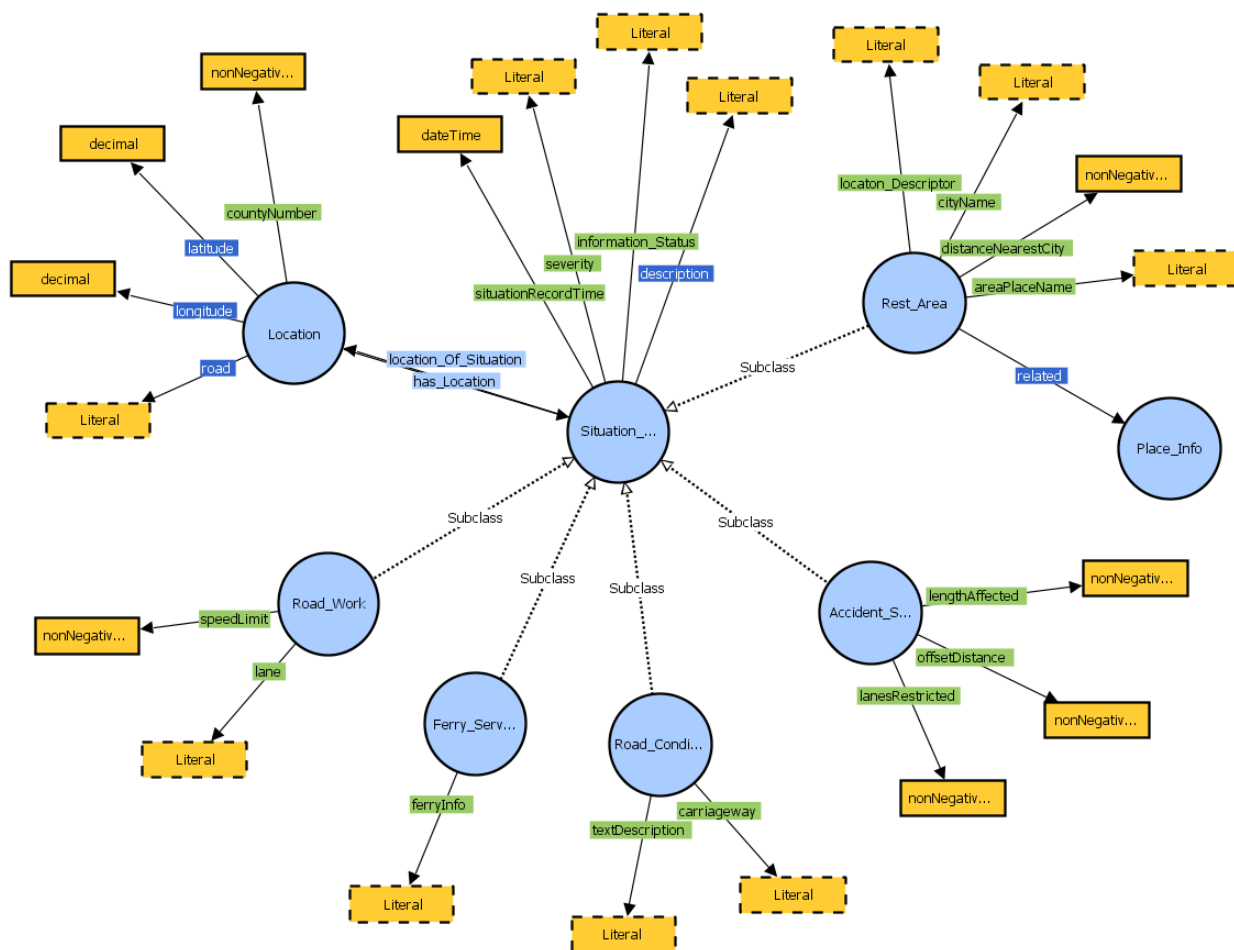 Literal
Literal
nonNegativ...
Literal
Literal
Literal
decimal
dateTime
nonNegativ...
locaton_Descriptor
cityName
countyNumber
information_Status
latitude
distanceNearestCity
severity
description
Literal
decimal
areaPlaceName
situationRecordTime
longitude
Rest_Area
Location
location_Of_Situation
Subclass
road
related
has_Location
Literal
Situation_...
Place_Info
Subclass
Subclass
Subclass
Subclass
nonNegativ...
lengthAffected
Road_Work
Accident_S...
speedLimit
nonNegativ...
offsetDistance
lane
lanesRestricted
nonNegativ...
Ferry_Serv...
Road_Condi...
Literal
nonNegativ...
ferryInfo
carriageway
textDescription
Literal
Literal
Literal